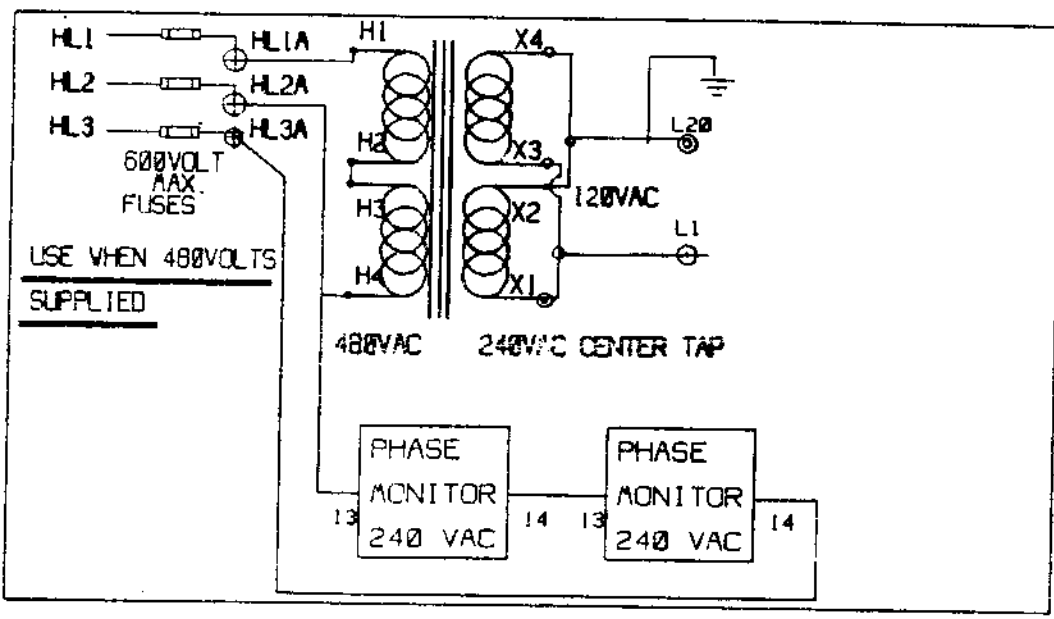 HL1
HL1A
HL2
HL2A
HL3
HL3A
600VOLT
MAX.
FUSES
USE WHEN 480VOLTS
SUPPLIED
H1
H2
H3
H4
X4
X3
X2
X1
L20
120VAC
L1
480VAC
240VAC CENTER TAP
PHASE
MONITOR
240 VAC
13
14
PHASE
MONITOR
240 VAC
13
14